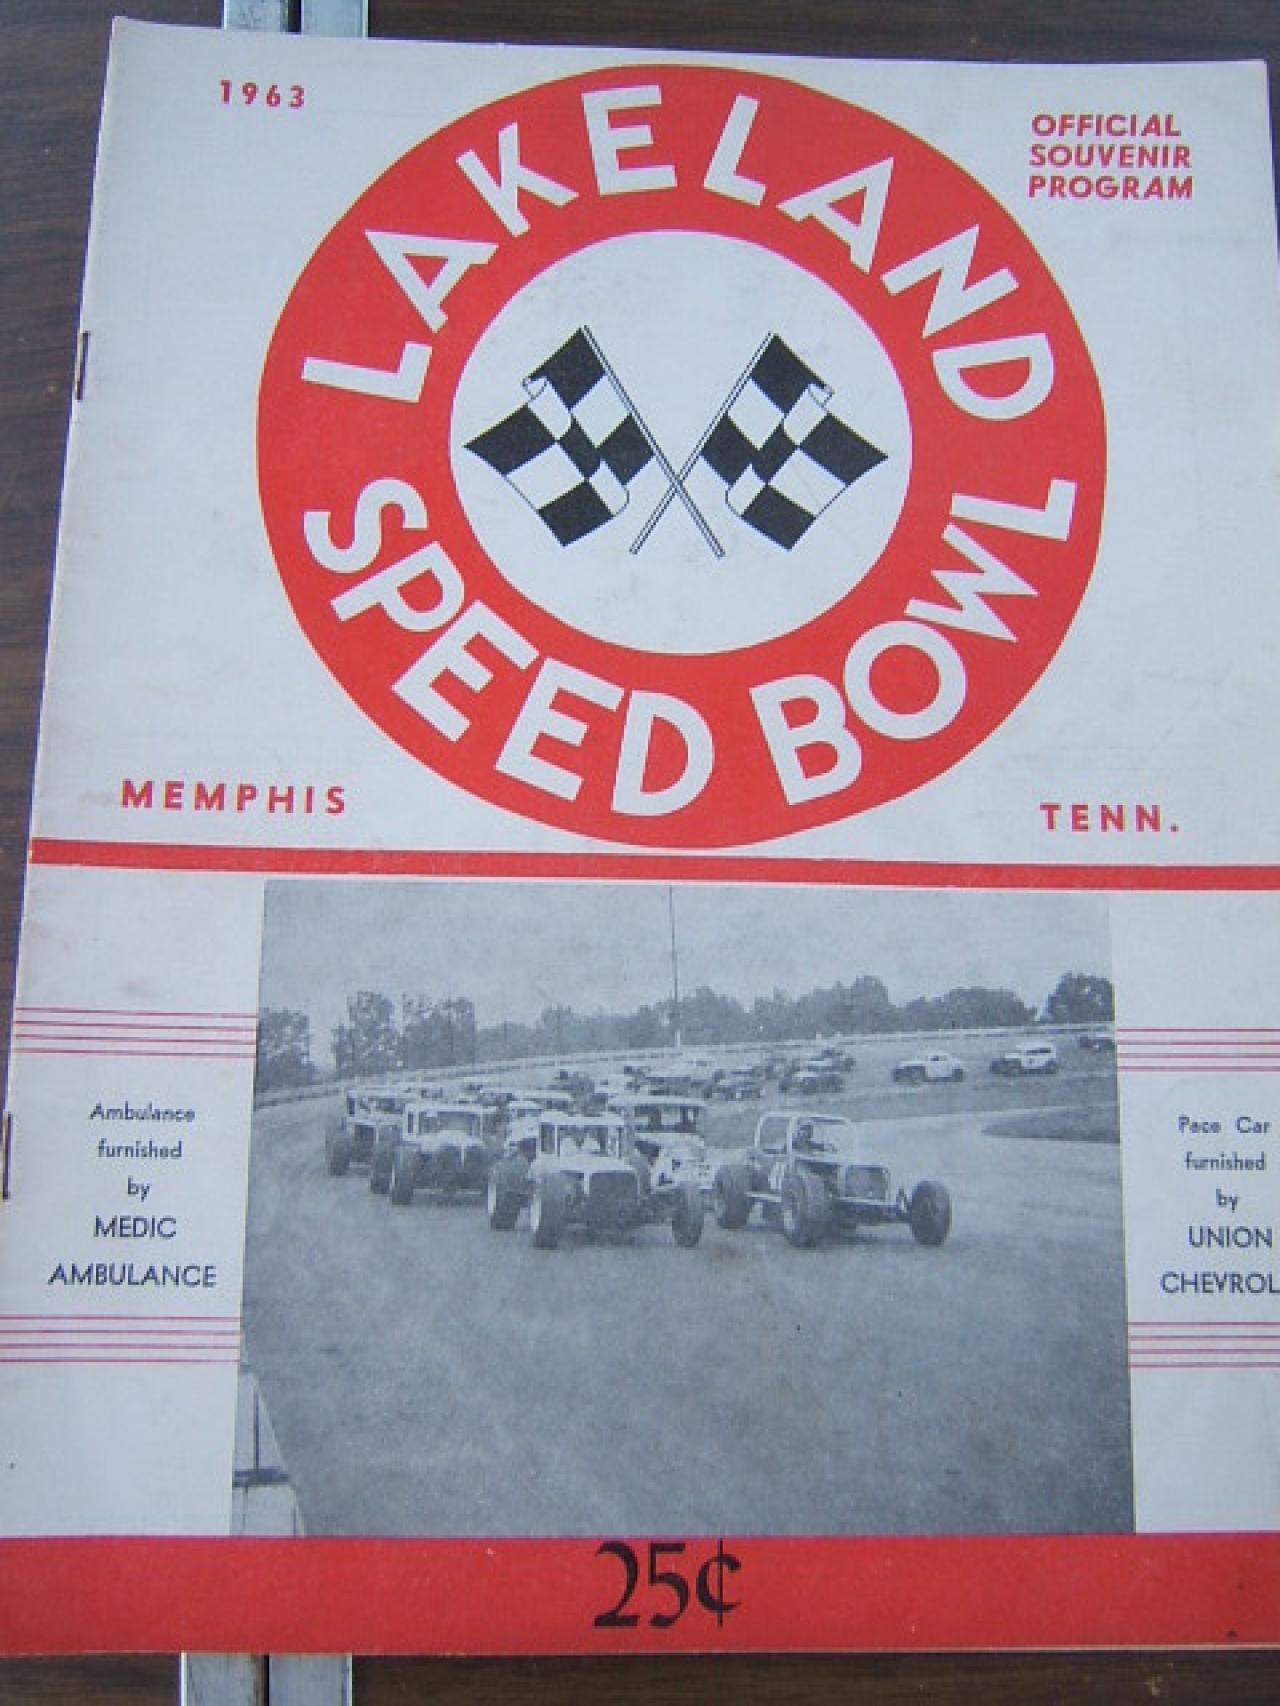 1963
OFFICIAL
SOUVENIR
PROGRAM
LAKELAND
SPEED BOWL
MEMPHIS
TENN.
Ambulance
furnished
by
MEDIC
AMBULANCE
Pace Car
furnished
by
UNION
CHEVROL
25¢